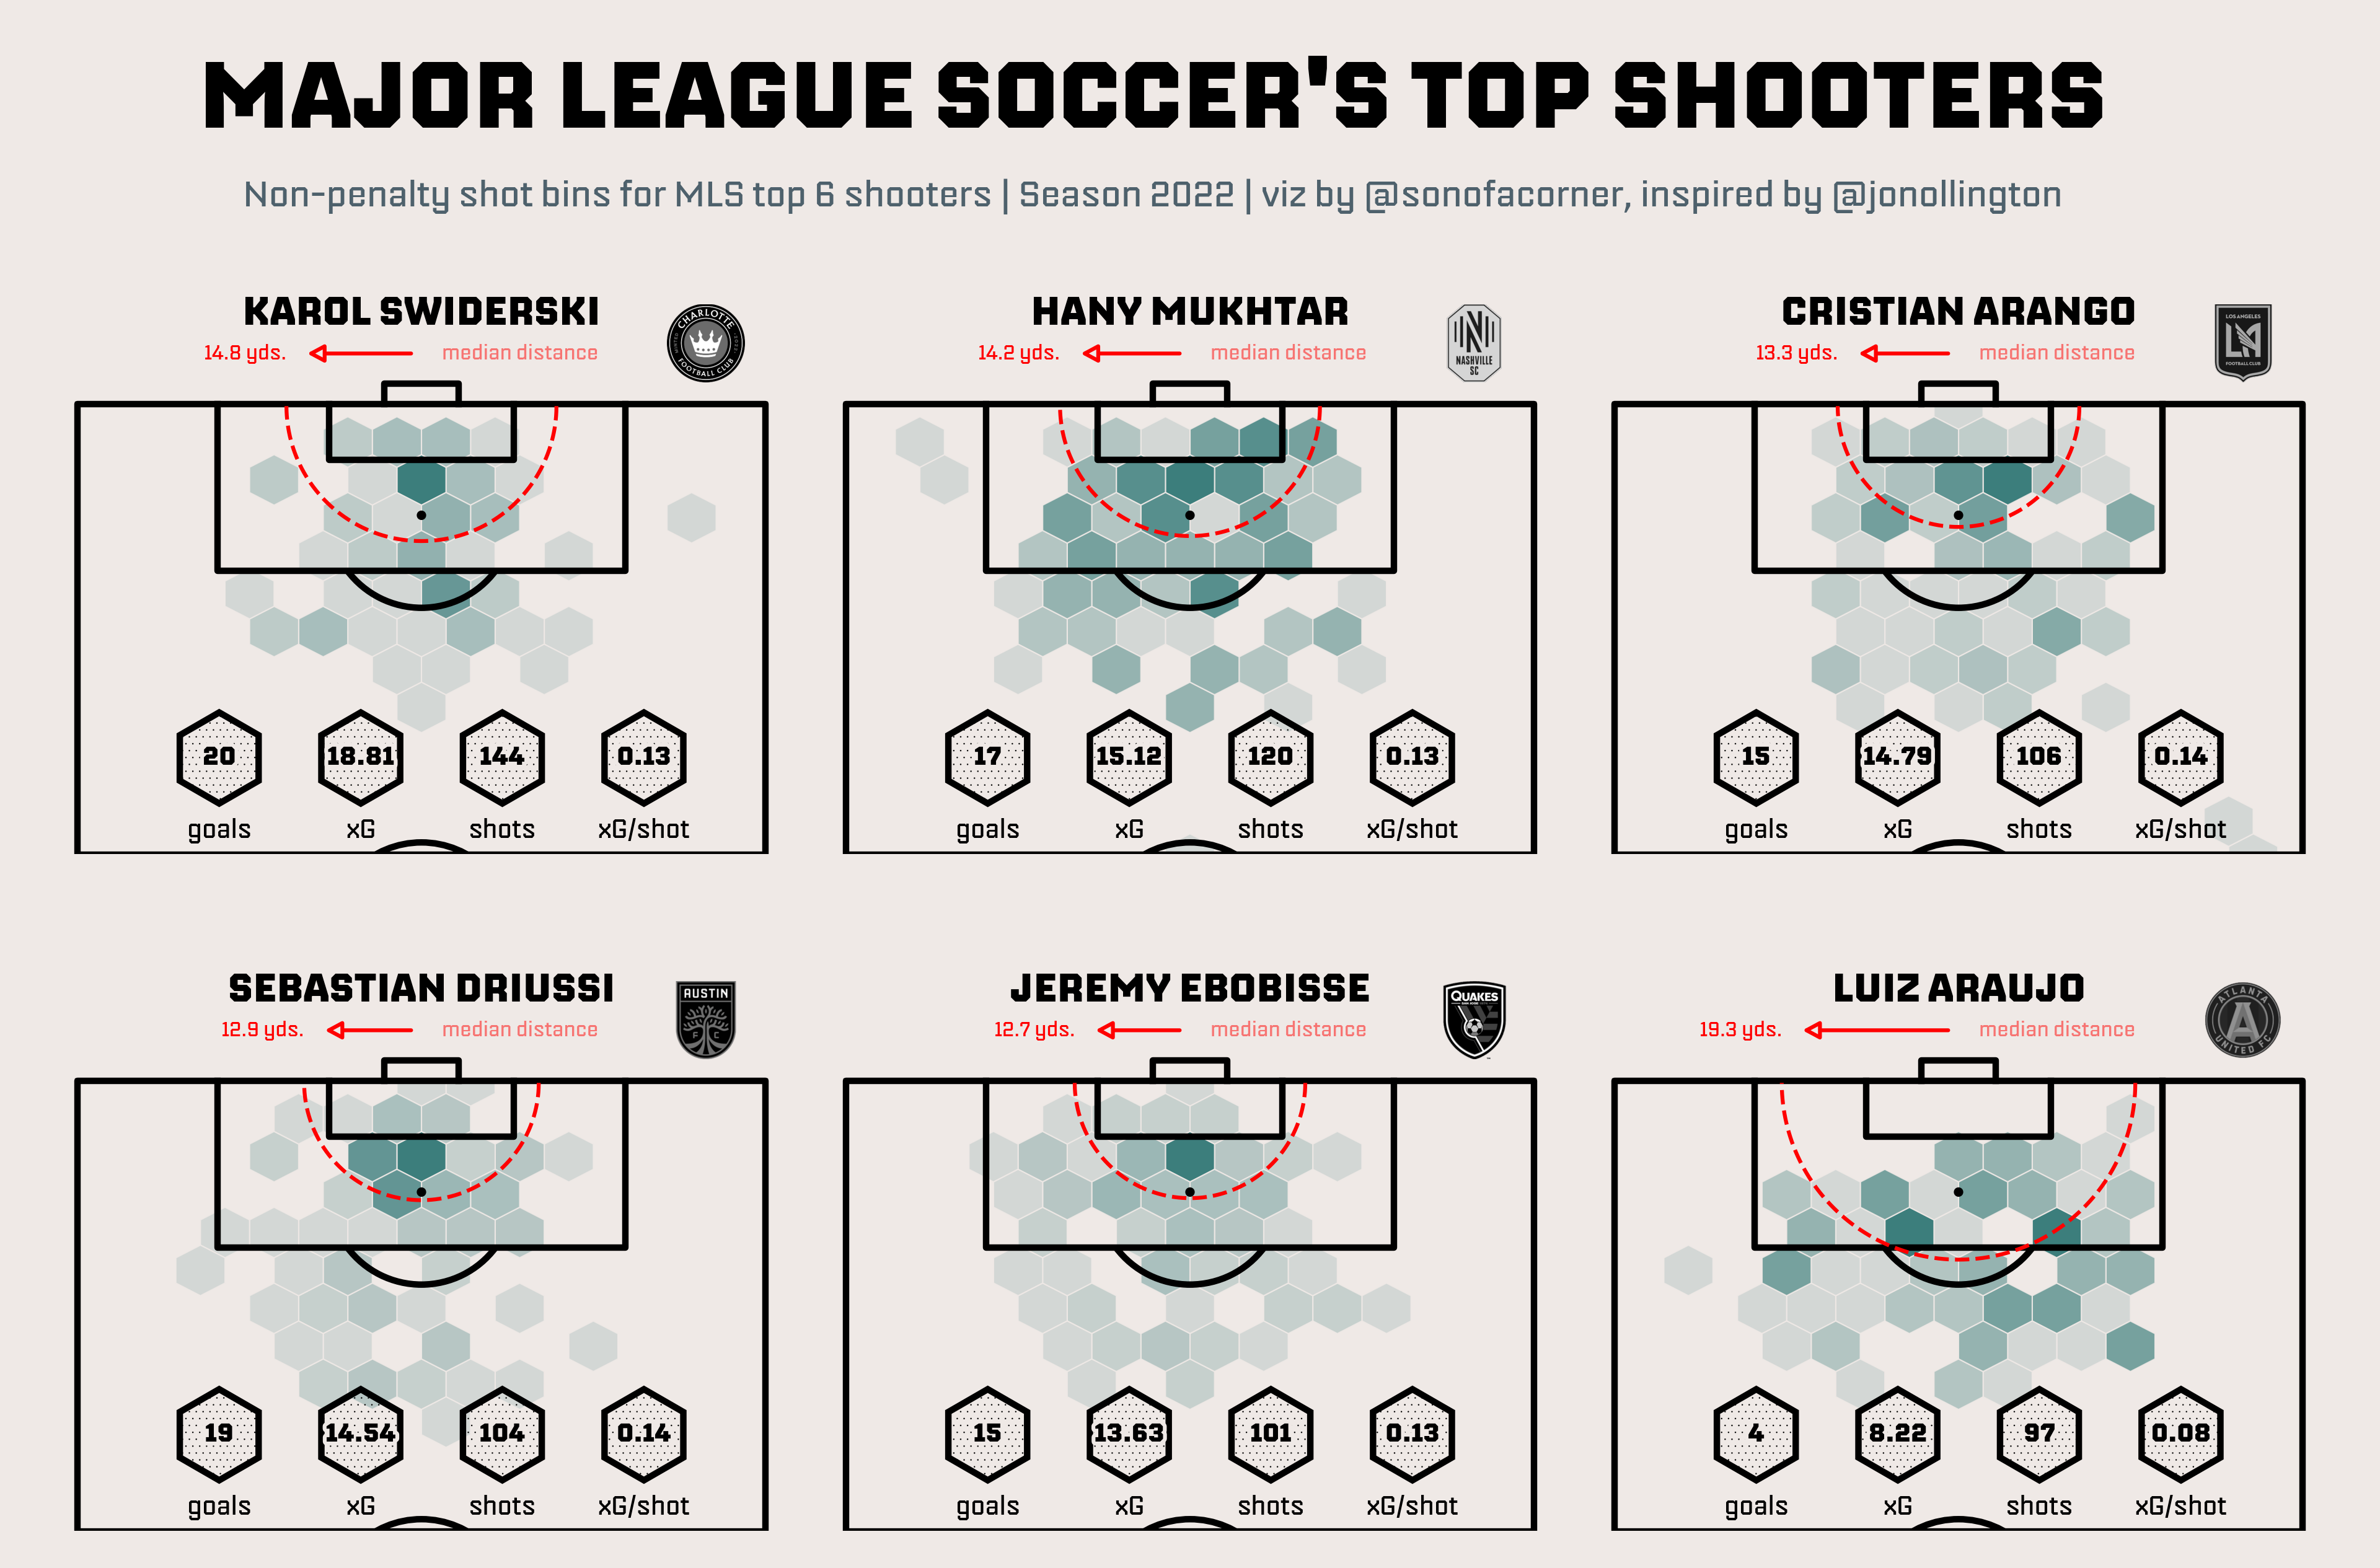 MAJOR LEAGUE SOCCER'S TOP SHOOTERS
Non-penalty shot bins for MLS top 6 shooters | Season 2022 | viz by @sonofacorner, inspired by @jonollington
KAROL SWIDERSKI
14.8 yds. median distance
CHARLOTTE
FOOTBALL CLUB
20 18.81 144 0.13
goals xG shots xG/shot
HANY MUKHTAR
14.2 yds. median distance
N
NASHVILLE
SC
17 15.12 120 0.13
goals xG shots xG/shot
CRISTIAN ARANGO
13.3 yds. median distance
LOS ANGELES
LA
FOOTBALL CLUB
15 14.79 106 0.14
goals xG shots xG/shot
SEBASTIAN DRIUSSI
12.9 yds. median distance
AUSTIN
F C
19 14.54 104 0.14
goals xG shots xG/shot
JEREMY EBOBISSE
12.7 yds. median distance
QUAKES
15 13.63 101 0.13
goals xG shots xG/shot
LUIZ ARAUJO
19.3 yds. median distance
ATLANTA
A
UNITED FC
4 8.22 97 0.08
goals xG shots xG/shot